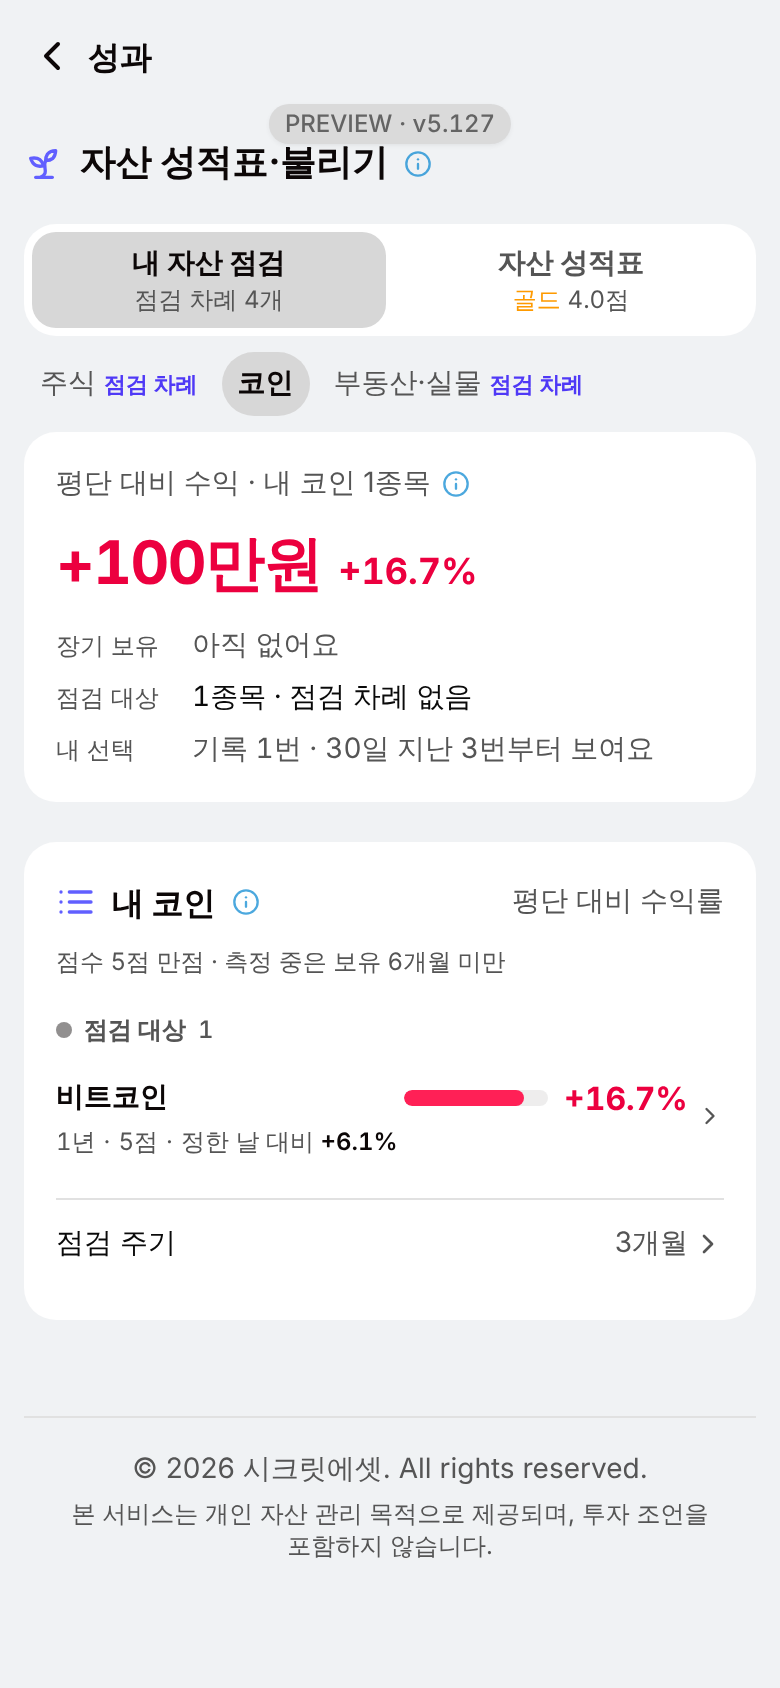 성과
PREVIEW · v5.127
자산 성적표·불리기
내 자산 점검
점검 차례 4개
자산 성적표
골드 4.0점
주식 점검 차례 코인 부동산·실물 점검 차례
평단 대비 수익 · 내 코인 1종목
+100만원 +16.7%
장기 보유 아직 없어요
점검 대상 1종목 · 점검 차례 없음
내 선택 기록 1번 · 30일 지난 3번부터 보여요
내 코인 평단 대비 수익률
점수 5점 만점 · 측정 중은 보유 6개월 미만
점검 대상 1
비트코인 +16.7%
1년 · 5점 · 정한 날 대비 +6.1%
점검 주기 3개월
© 2026 시크릿에셋. All rights reserved.
본 서비스는 개인 자산 관리 목적으로 제공되며, 투자 조언을
포함하지 않습니다.